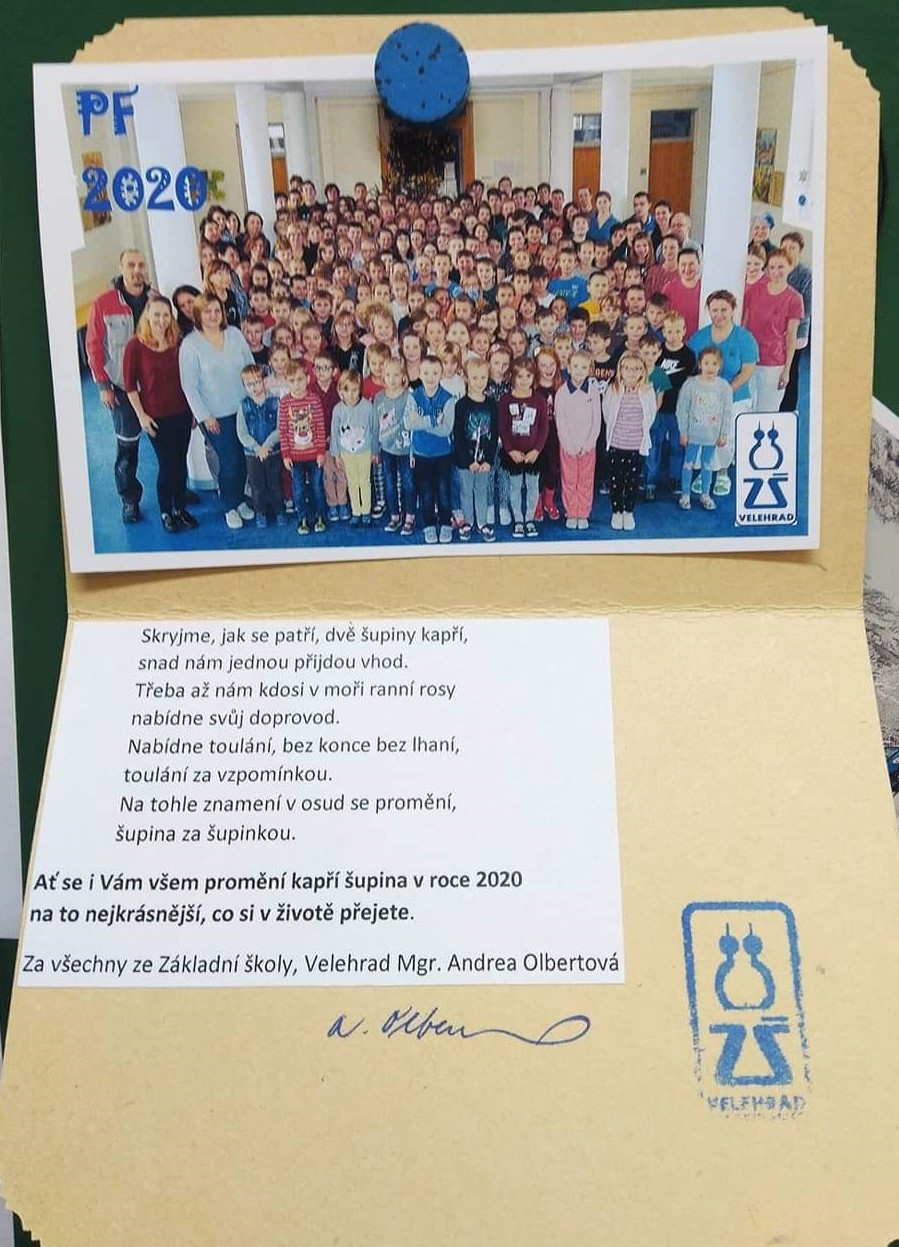 PF
2020
NIKE
ZŠ
VELEHRAD
Skryjme, jak se patří, dvě šupiny kapří,
snad nám jednou přijdou vhod.
Třeba až nám kdosi v moři ranní rosy
nabídne svůj doprovod.
Nabídne toulání, bez konce bez lhaní,
toulání za vzpomínkou.
Na tohle znamení v osud se promění,
šupina za šupinkou.
Ať se i Vám všem promění kapří šupina v roce 2020
na to nejkrásnější, co si v životě přejete.
Za všechny ze Základní školy, Velehrad Mgr. Andrea Olbertová
ZŠ
VELEHRAD